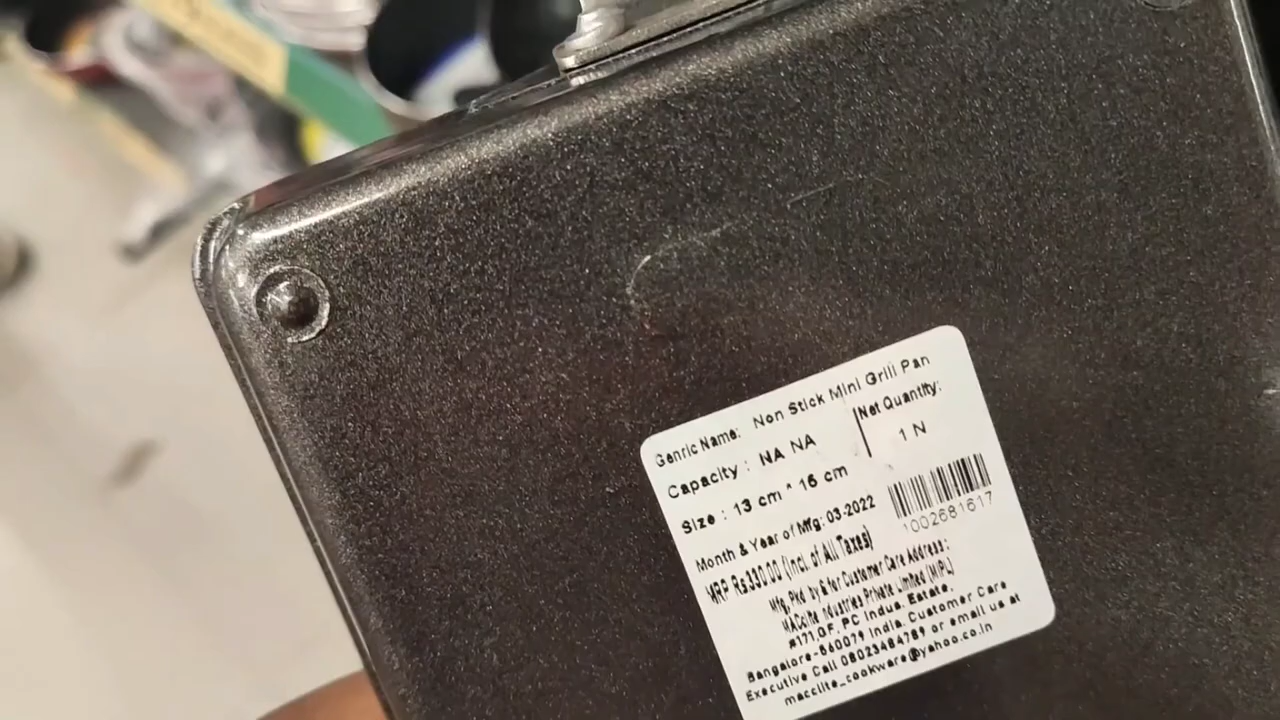 Genric Name: Non Stick Mini Grill Pan
Capacity : NA NA
Net Quantity:
1 N
Size : 13 cm * 16 cm
Month & Year of Mfg: 03-2022
1002681617
MRP Rs.330.00 (Incl. of All Taxes)
Mfg, Pkd by & for Customer Care Address :
Industries Private Limited (MIPL)
#171,GF, PC Indus. Estate,
Bangalore-560079 India. Customer Care
Executive Call 08023484789 or email us at
macclite_cookware@yahoo.co.in